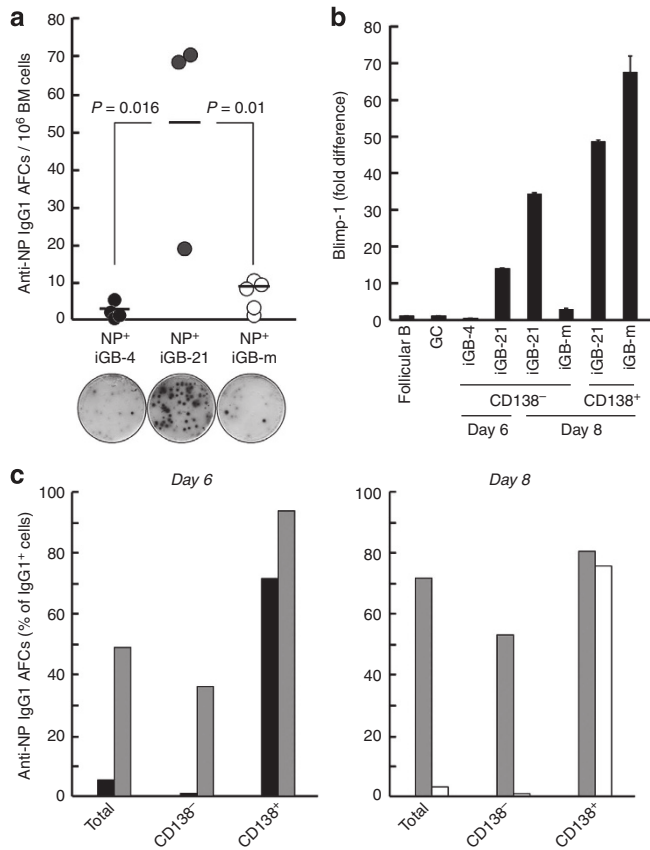 a
Anti-NP IgG1 AFCs / 10⁶ BM cells
80
70
60
50
40
30
20
10
0
P = 0.016
P = 0.01
NP⁺ NP⁺ NP⁺
iGB-4 iGB-21 iGB-m
b
Blimp-1 (fold difference)
80
70
60
50
40
30
20
10
0
Follicular B
GC
iGB-4
iGB-21
iGB-21
iGB-m
iGB-21
iGB-m
CD138⁻ CD138⁺
Day 6 Day 8
c
Anti-NP IgG1 AFCs (% of IgG1⁺ cells)
Day 6
100
80
60
40
20
0
Total
CD138⁻
CD138⁺
Day 8
100
80
60
40
20
0
Total
CD138⁻
CD138⁺